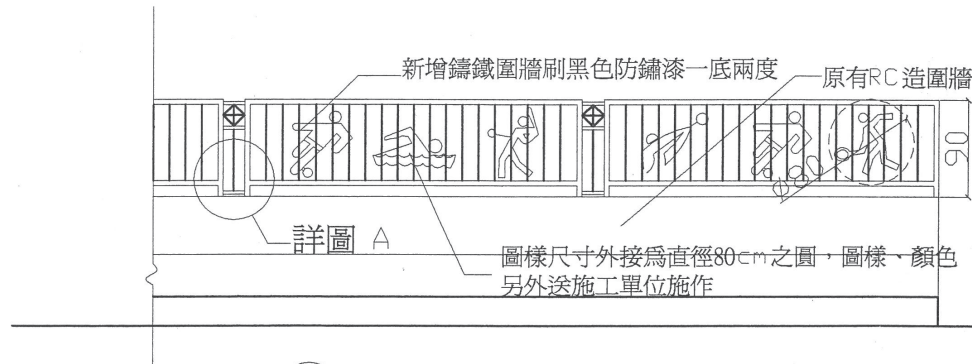 新增鑄鐵圍牆刷黑色防鏽漆一底兩度
原有RC造圍牆
90
Ø80
詳圖 A
圖樣尺寸外接爲直徑80cm之圓，圖樣、顏色
另外送施工單位施作